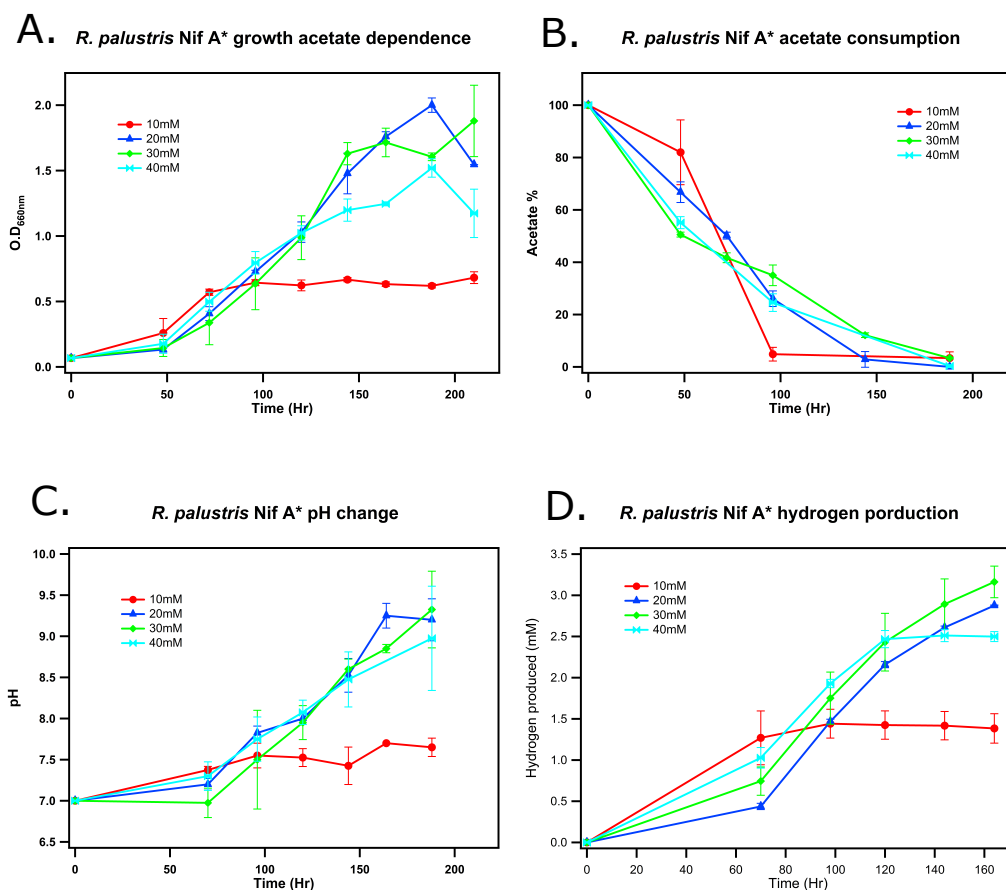 A.
R. palustris Nif A* growth acetate dependence
O.D660nm
2.0
1.5
1.0
0.5
0.0
10mM
20mM
30mM
40mM
0
50
100
150
200
Time (Hr)
B.
R. palustris Nif A* acetate consumption
Acetate %
100
80
60
40
20
0
10mM
20mM
30mM
40mM
0
50
100
150
200
Time (Hr)
C.
R. palustris Nif A* pH change
pH
10.0
9.5
9.0
8.5
8.0
7.5
7.0
6.5
10mM
20mM
30mM
40mM
0
50
100
150
200
Time (Hr)
D.
R. palustris Nif A* hydrogen porduction
Hydrogen produced (mM)
3.5
3.0
2.5
2.0
1.5
1.0
0.5
0.0
10mM
20mM
30mM
40mM
0
20
40
60
80
100
120
140
160
Time (Hr)